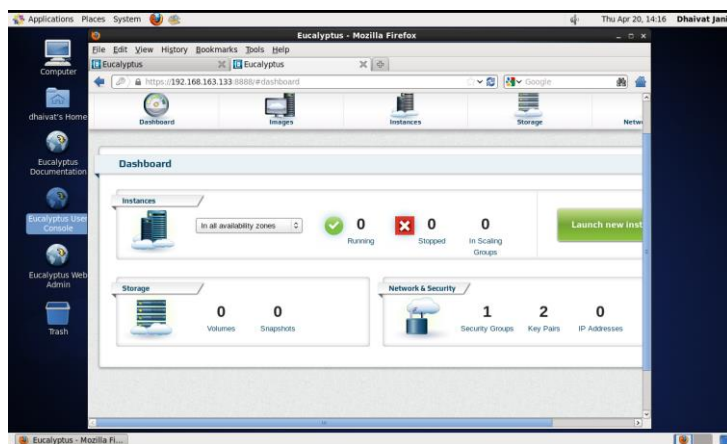 Applications Places System Thu Apr 20, 14:16 Dhaivat Jani
Eucalyptus - Mozilla Firefox
File Edit View History Bookmarks Tools Help
Eucalyptus Eucalyptus
https://192.168.163.133:8888/#dashboard Google
Dashboard Images Instances Storage Netw
Computer
dhaivat's Home
Eucalyptus
Documentation
Eucalyptus User
Console
Eucalyptus Web
Admin
Trash
Dashboard
Instances
In all availability zones
0 0 0
Running Stopped In Scaling
Groups
Launch new inst
Storage
0 0
Volumes Snapshots
Network & Security
1 2 0
Security Groups Key Pairs IP Addresses
Eucalyptus - Mozilla Fi...